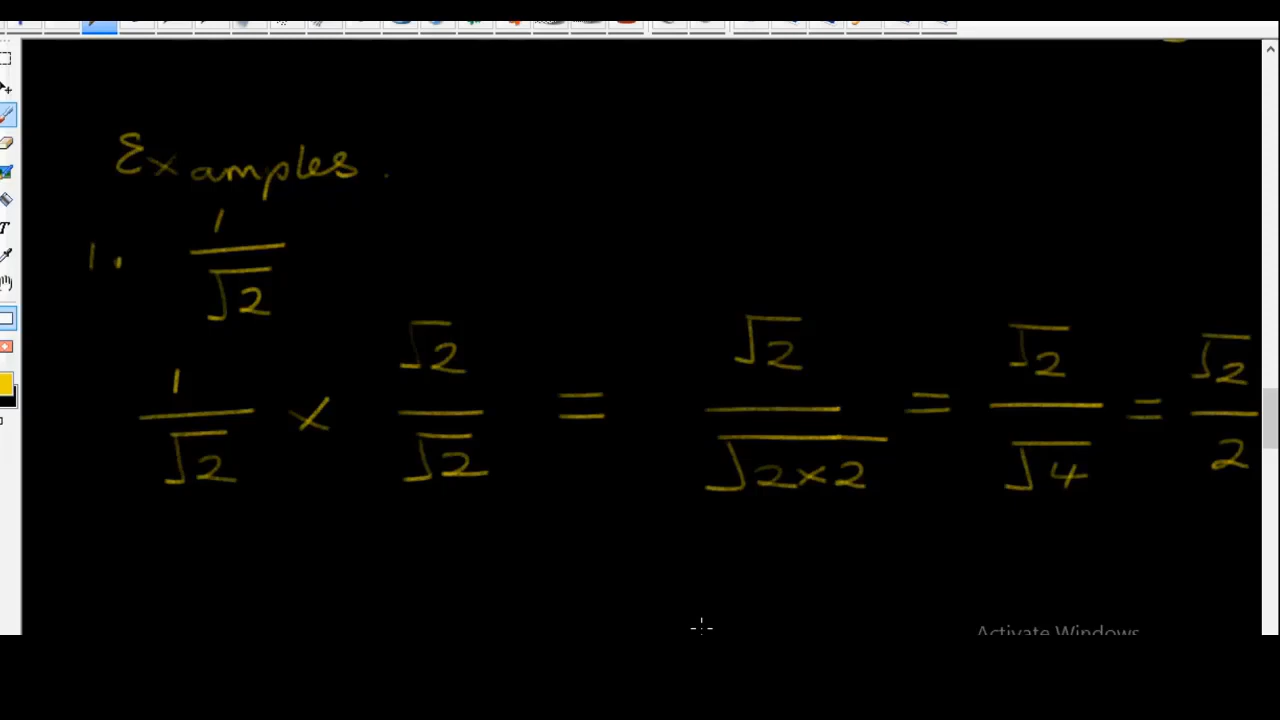 Examples.
1. 1/√2
1/√2 × √2/√2 = √2/√2×2 = √2/√4 = √2/2
Activate Windows